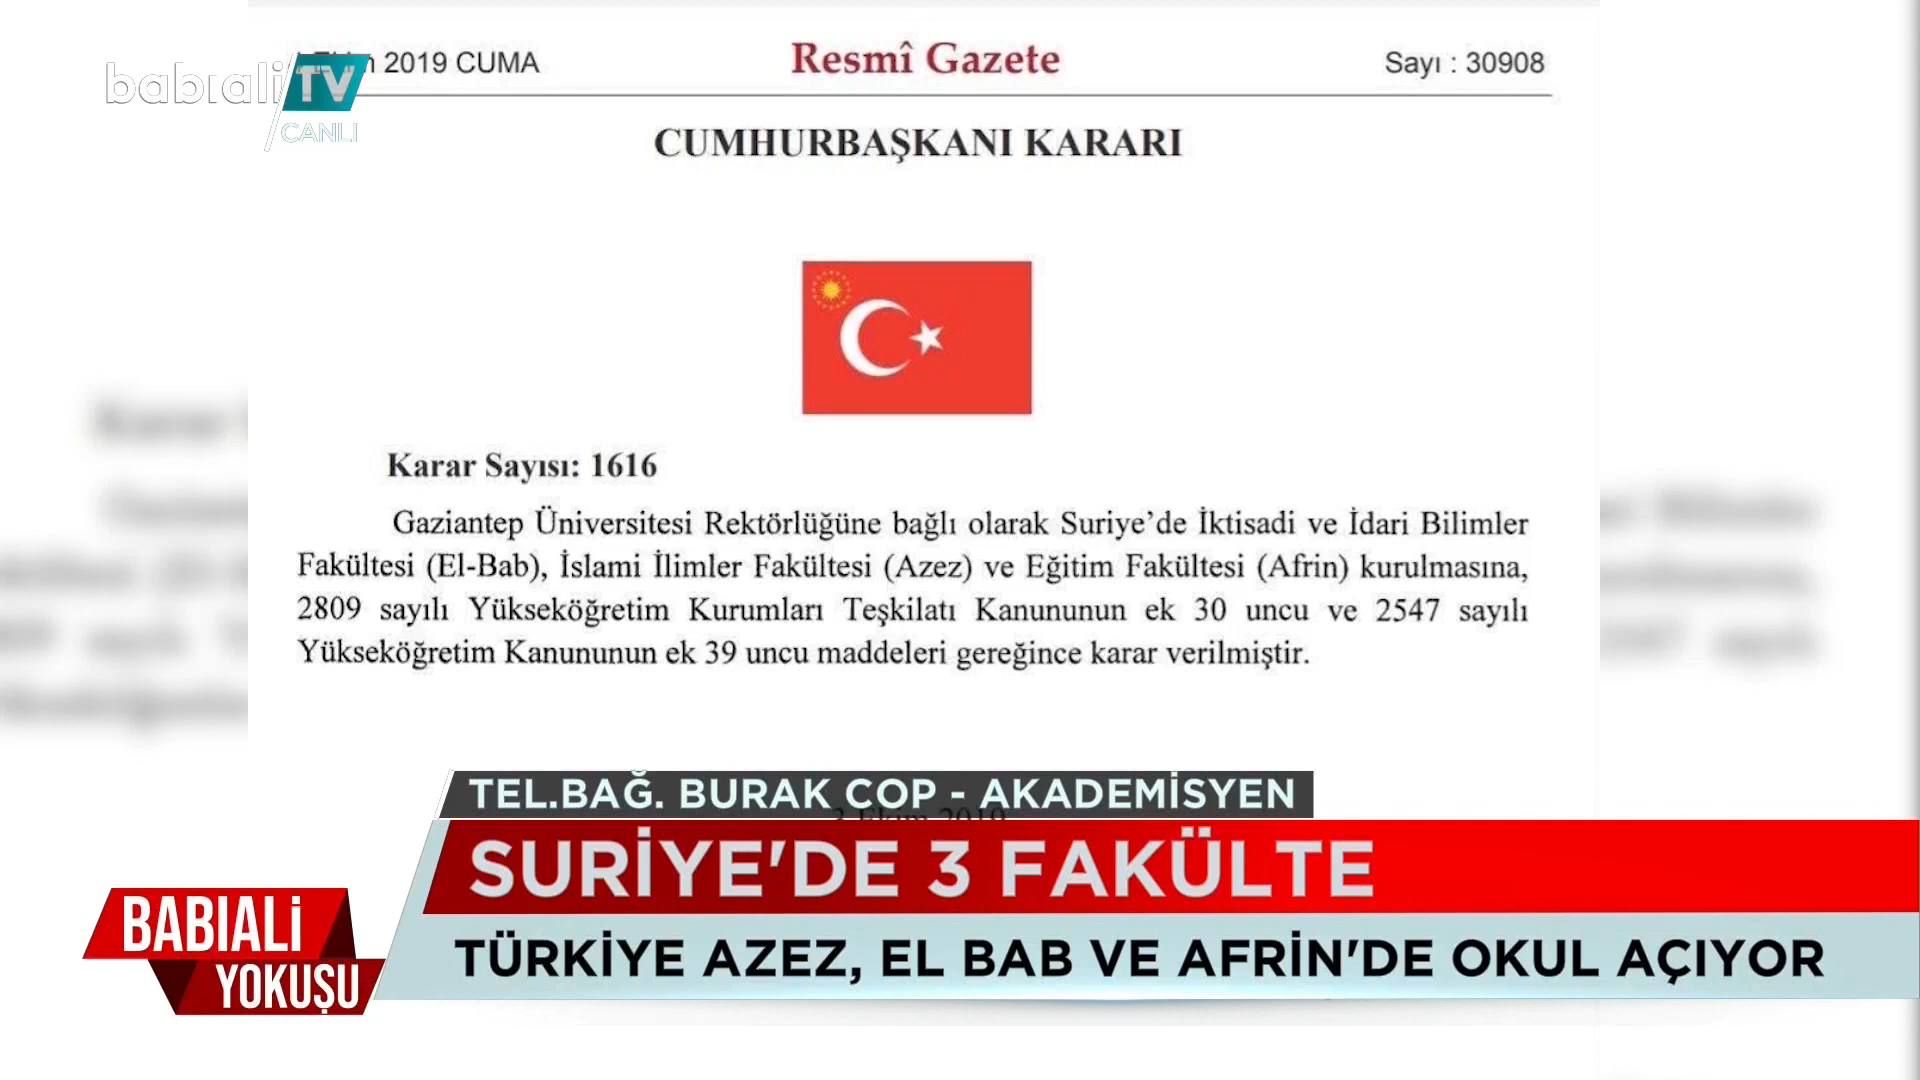 babıali TV
CANLI
2019 CUMA
Resmî Gazete
Sayı : 30908
CUMHURBAŞKANI KARARI
Karar Sayısı: 1616
Gaziantep Üniversitesi Rektörlüğüne bağlı olarak Suriye’de İktisadi ve İdari Bilimler
Fakültesi (El-Bab), İslami İlimler Fakültesi (Azez) ve Eğitim Fakültesi (Afrin) kurulmasına,
2809 sayılı Yükseköğretim Kurumları Teşkilatı Kanununun ek 30 uncu ve 2547 sayılı
Yükseköğretim Kanununun ek 39 uncu maddeleri gereğince karar verilmiştir.
TEL.BAĞ. BURAK COP - AKADEMİSYEN
3 Ekim 2019
SURİYE'DE 3 FAKÜLTE
BABIALİ
YOKUŞU
TÜRKİYE AZEZ, EL BAB VE AFRİN'DE OKUL AÇIYOR